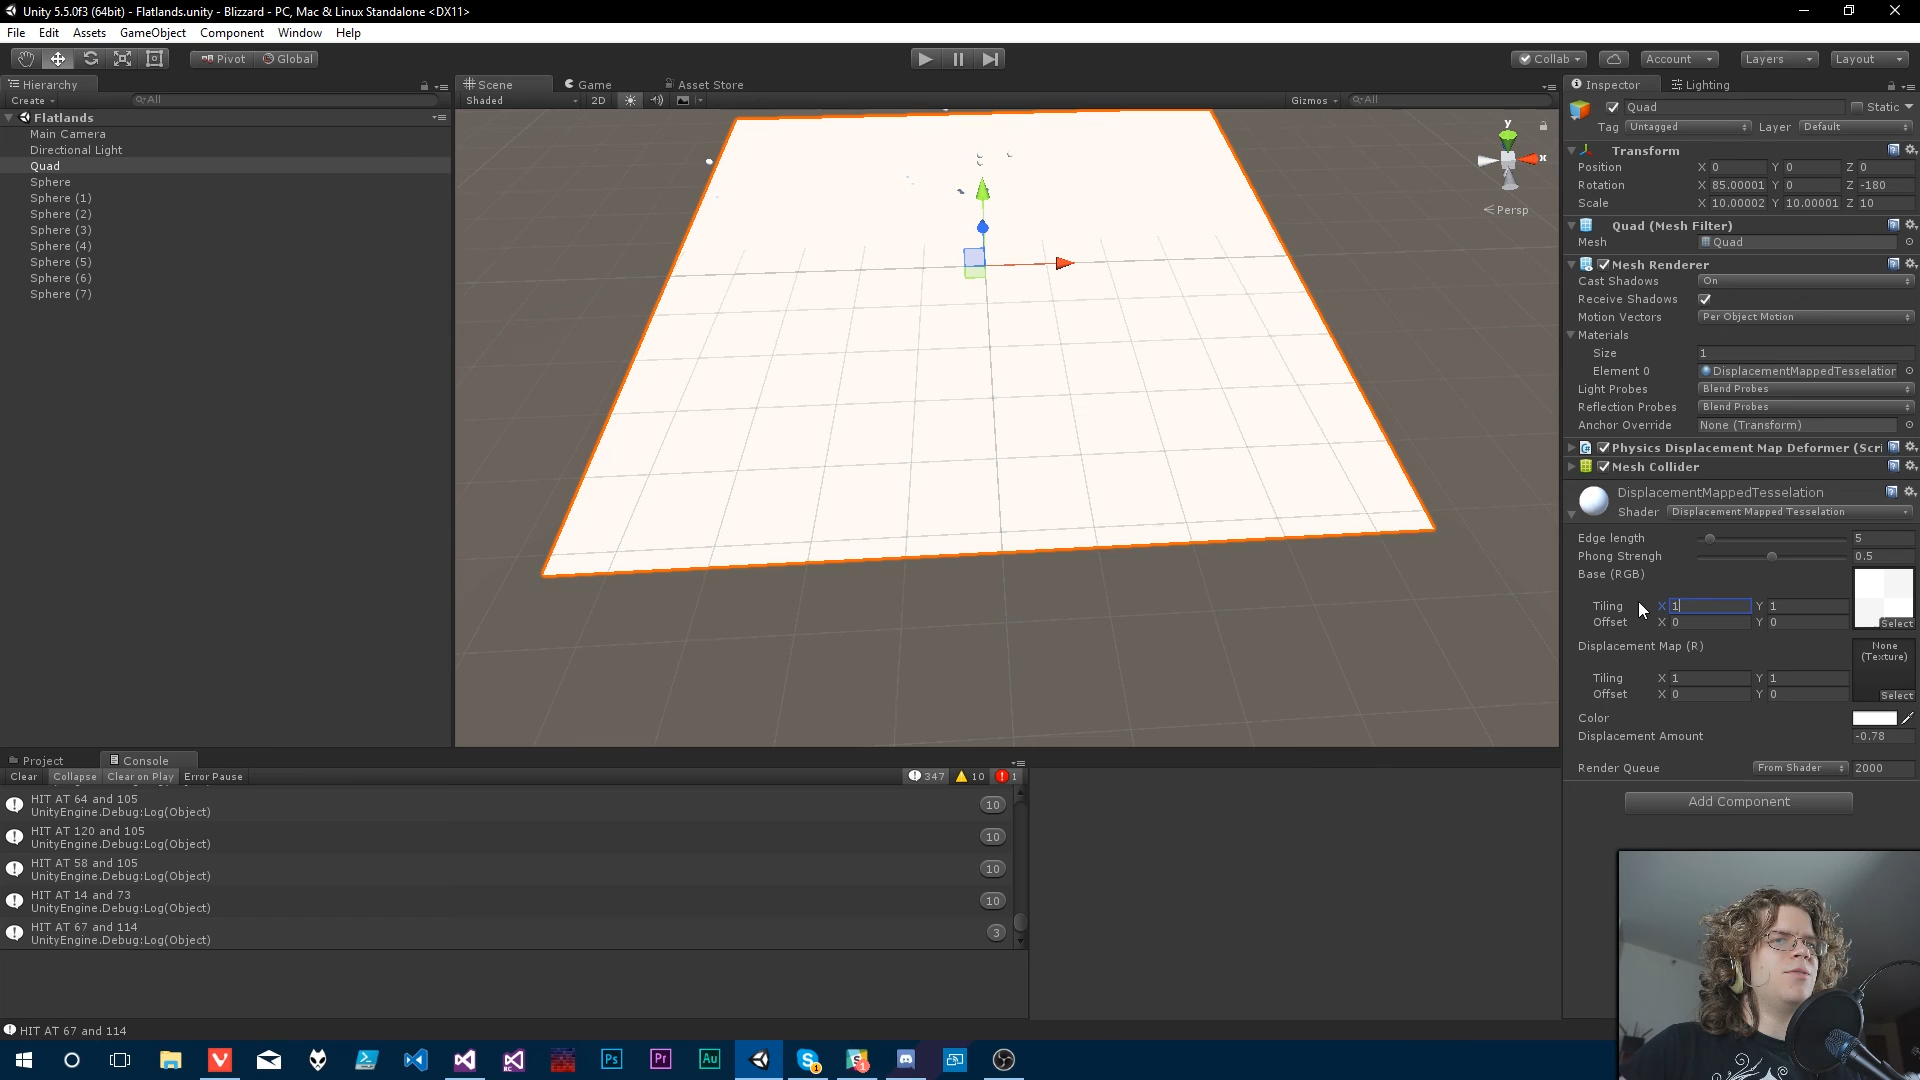 Unity 5.5.0f3 (64bit) - Flatlands.unity - Blizzard - PC, Mac & Linux Standalone <DX11>
File Edit Assets GameObject Component Window Help
Pivot Global Collab Account Layers Layout
Hierarchy
Create All
Flatlands
Main Camera
Directional Light
Quad
Sphere
Sphere (1)
Sphere (2)
Sphere (3)
Sphere (4)
Sphere (5)
Sphere (6)
Sphere (7)
Scene Game Asset Store
Shaded 2D Gizmos All
y
x
Persp
Inspector Lighting
Quad Static
Tag Untagged Layer Default
Transform
Position X 0 Y 0 Z 0
Rotation X 85.00001 Y 0 Z -180
Scale X 10.00002 Y 10.00001 Z 10
Quad (Mesh Filter)
Mesh Quad
Mesh Renderer
Cast Shadows On
Receive Shadows
Motion Vectors Per Object Motion
Materials
Size 1
Element 0 DisplacementMappedTesselation
Light Probes Blend Probes
Reflection Probes Blend Probes
Anchor Override None (Transform)
Physics Displacement Map Deformer (Scri
Mesh Collider
DisplacementMappedTesselation
Shader Displacement Mapped Tesselation
Edge length 5
Phong Strengh 0.5
Base (RGB)
Tiling X 1 Y 1
Offset X 0 Y 0
Select
Displacement Map (R)
None
(Texture)
Tiling X 1 Y 1
Offset X 0 Y 0
Select
Color
Displacement Amount -0.78
Render Queue From Shader 2000
Add Component
Project Console
Clear Collapse Clear on Play Error Pause 347 10 1
HIT AT 64 and 105
UnityEngine.Debug:Log(Object)
10
HIT AT 120 and 105
UnityEngine.Debug:Log(Object)
10
HIT AT 58 and 105
UnityEngine.Debug:Log(Object)
10
HIT AT 14 and 73
UnityEngine.Debug:Log(Object)
10
HIT AT 67 and 114
UnityEngine.Debug:Log(Object)
3
HIT AT 67 and 114
Ps Pr Au